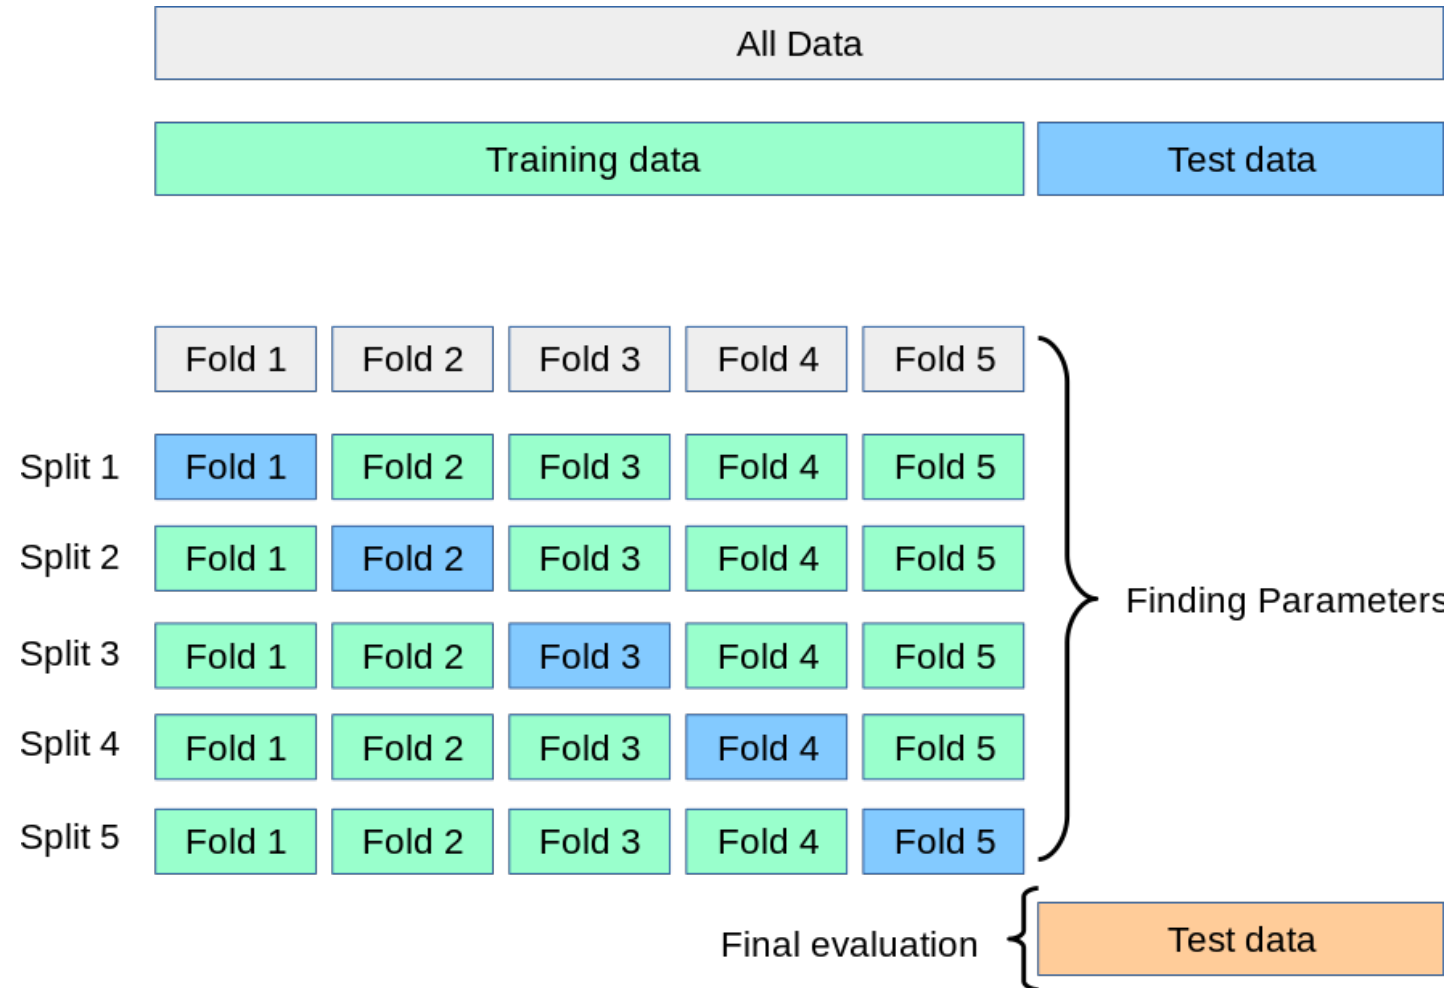 All Data
Training data Test data
Fold 1 Fold 2 Fold 3 Fold 4 Fold 5
Split 1 Fold 1 Fold 2 Fold 3 Fold 4 Fold 5
Split 2 Fold 1 Fold 2 Fold 3 Fold 4 Fold 5
Finding Parameters
Split 3 Fold 1 Fold 2 Fold 3 Fold 4 Fold 5
Split 4 Fold 1 Fold 2 Fold 3 Fold 4 Fold 5
Split 5 Fold 1 Fold 2 Fold 3 Fold 4 Fold 5
Final evaluation Test data